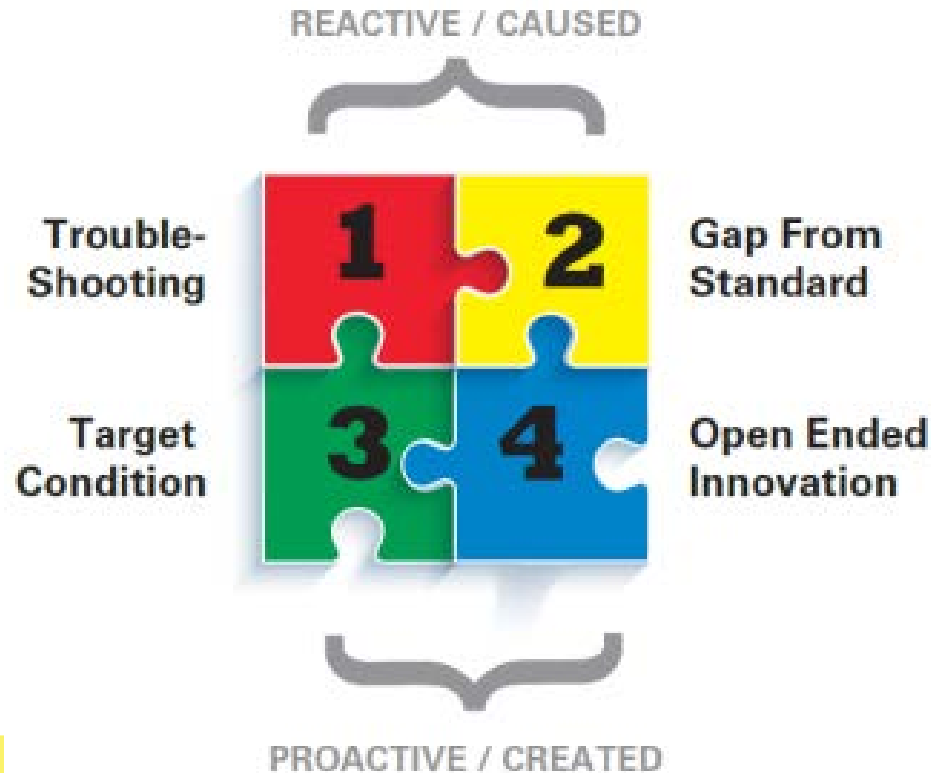 REACTIVE / CAUSED
Trouble-
Shooting
1
2
Gap From
Standard
Target
Condition
3
4
Open Ended
Innovation
PROACTIVE / CREATED